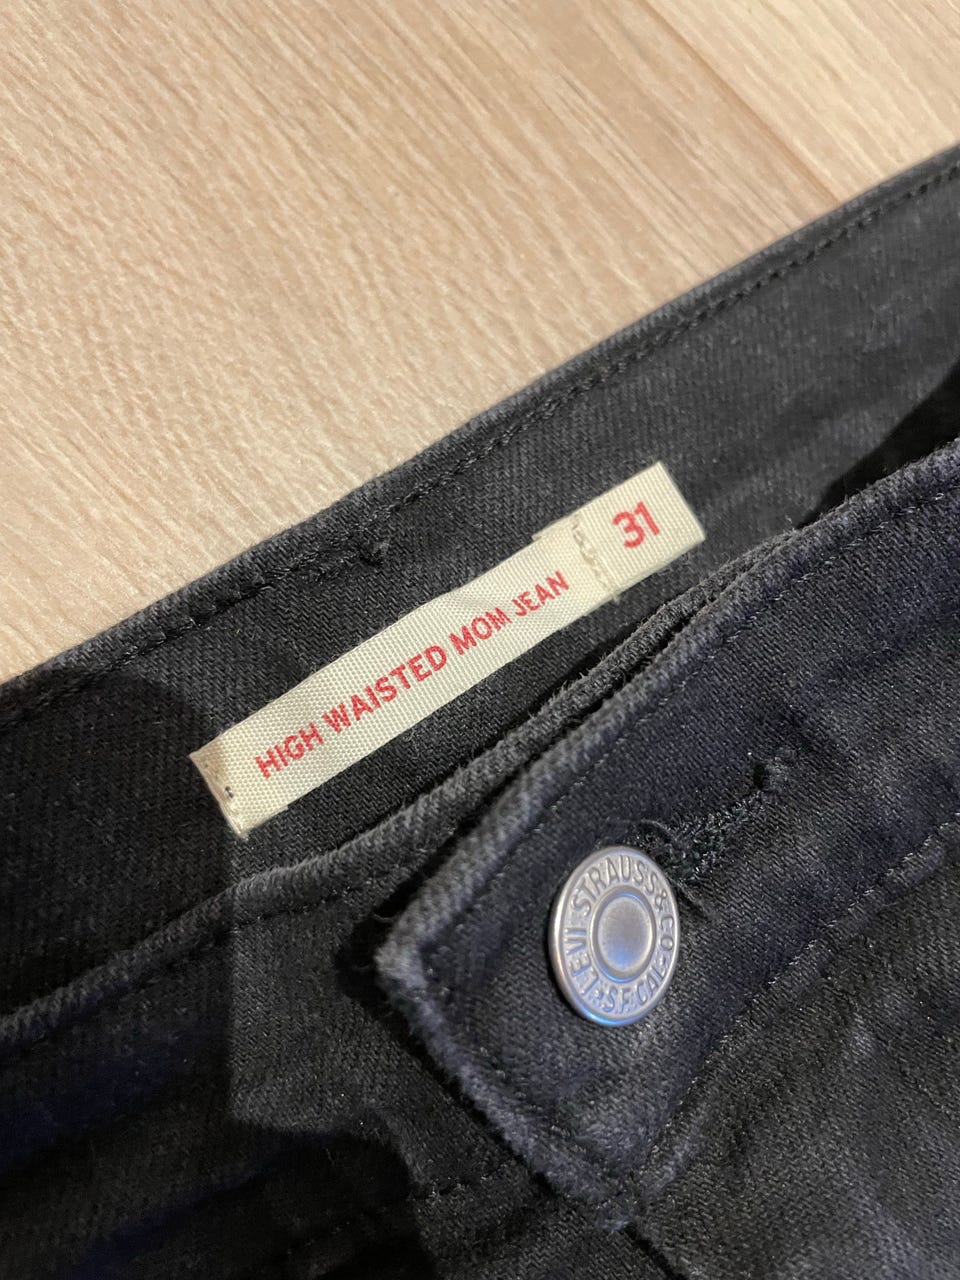 31
HIGH WAISTED MOM JEAN
LEVI STRAUSS & CO S.F. CAL